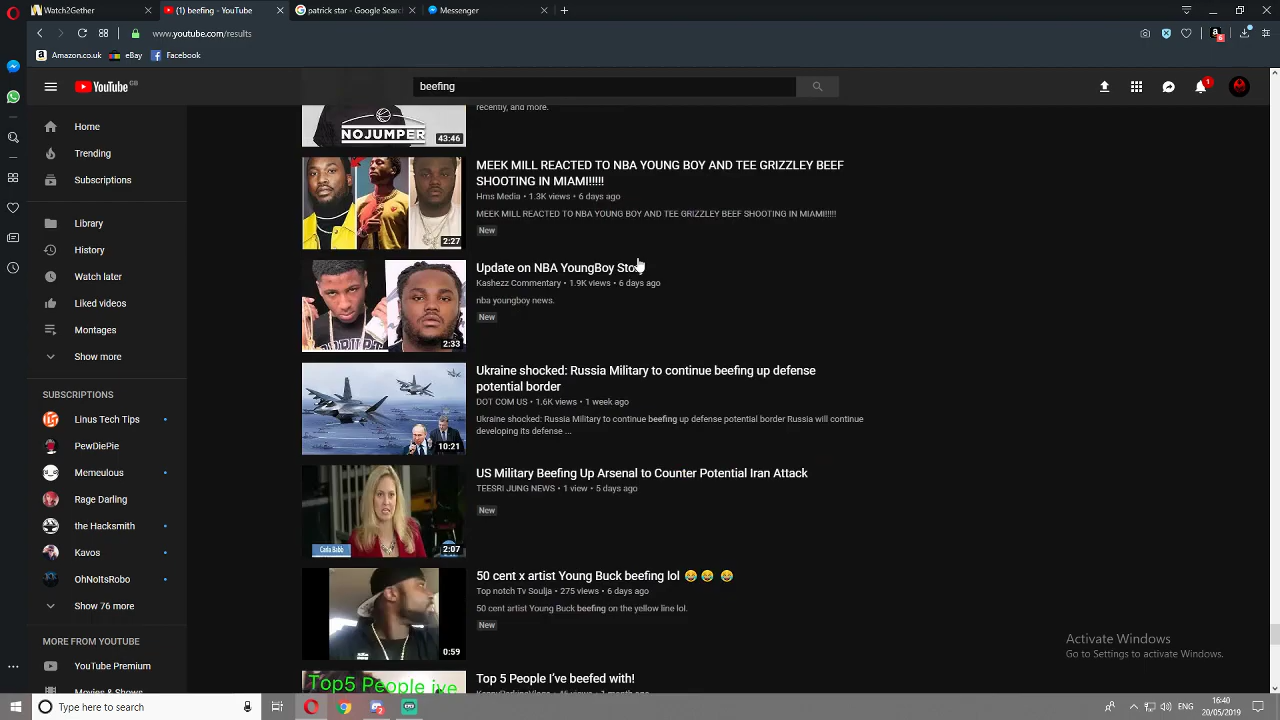 Watch2Gether
(1) beefing - YouTube
patrick star - Google Searc
Messenger
www.youtube.com/results
Amazon.co.uk
eBay
Facebook
YouTube GB
beefing
1
Home
Trending
Subscriptions
Library
History
Watch later
Liked videos
Montages
Show more
SUBSCRIPTIONS
Linus Tech Tips
PewDiePie
Memeulous
Rage Darling
the Hacksmith
Kavos
OhNoItsRobo
Show 76 more
MORE FROM YOUTUBE
YouTube Premium
Movies & Shows
recently, and more.
NOJUMPER
43:46
MEEK MILL REACTED TO NBA YOUNG BOY AND TEE GRIZZLEY BEEF
SHOOTING IN MIAMI!!!!!
Hms Media • 1.3K views • 6 days ago
MEEK MILL REACTED TO NBA YOUNG BOY AND TEE GRIZZLEY BEEF SHOOTING IN MIAMI!!!!!
New
2:27
Update on NBA YoungBoy
Kashezz Commentary • 1.9K views • 6 days ago
nba youngboy news.
New
2:33
Ukraine shocked: Russia Military to continue beefing up defense
potential border
DOT COM US • 1.6K views • 1 week ago
Ukraine shocked: Russia Military to continue beefing up defense potential border Russia will continue
developing its defense ...
10:21
US Military Beefing Up Arsenal to Counter Potential Iran Attack
TEESRI JUNG NEWS • 1 view • 5 days ago
New
Carla Babb
2:07
50 cent x artist Young Buck beefing lol 😂😂 😂
Top notch Tv Soulja • 275 views • 6 days ago
50 cent artist Young Buck beefing on the yellow line lol.
New
0:59
Top5 People ive
Top 5 People I've beefed with!
Activate Windows
Go to Settings to activate Windows.
Type here to search
ENG
16:40
20/05/2019